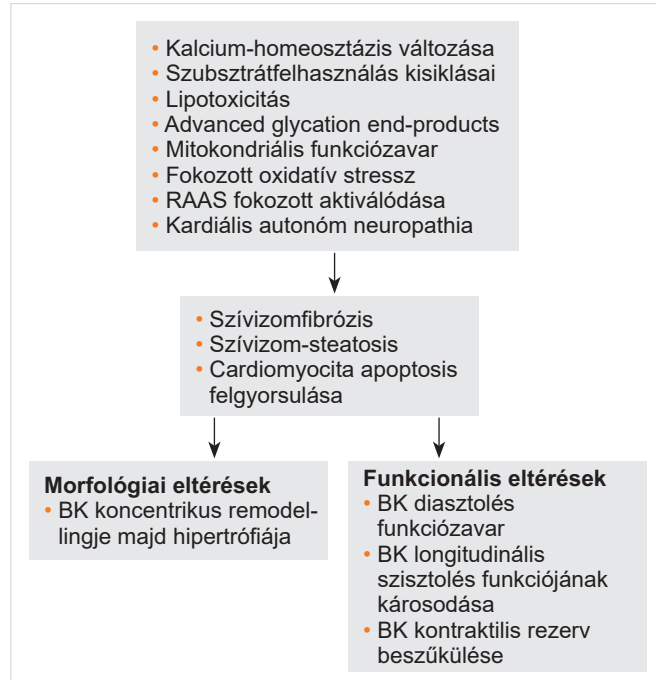 • Kalcium-homeosztázis változása
• Szubsztrátfelhasználás kisiklásai
• Lipotoxicitás
• Advanced glycation end-products
• Mitokondriális funkciózavar
• Fokozott oxidatív stressz
• RAAS fokozott aktiválódása
• Kardiális autonóm neuropathia
• Szívizomfibrózis
• Szívizom-steatosis
• Cardiomyocita apoptosis
felgyorsulása
Morfológiai eltérések
• BK koncentrikus remodel-
lingje majd hipertrófiája
Funkcionális eltérések
• BK diasztolés
funkciózavar
• BK longitudinális
szisztolés funkciójának
károsodása
• BK kontraktilis rezerv
beszűkülése